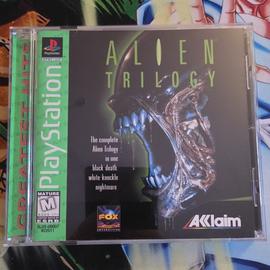 ALIEN
TRILOGY
PlayStation
GREATEST HITS
The complete
Alien Trilogy
in one
black death
white-knuckle
nightmare
MATURE
M
FOX
INTERACTIVE
AKklaim